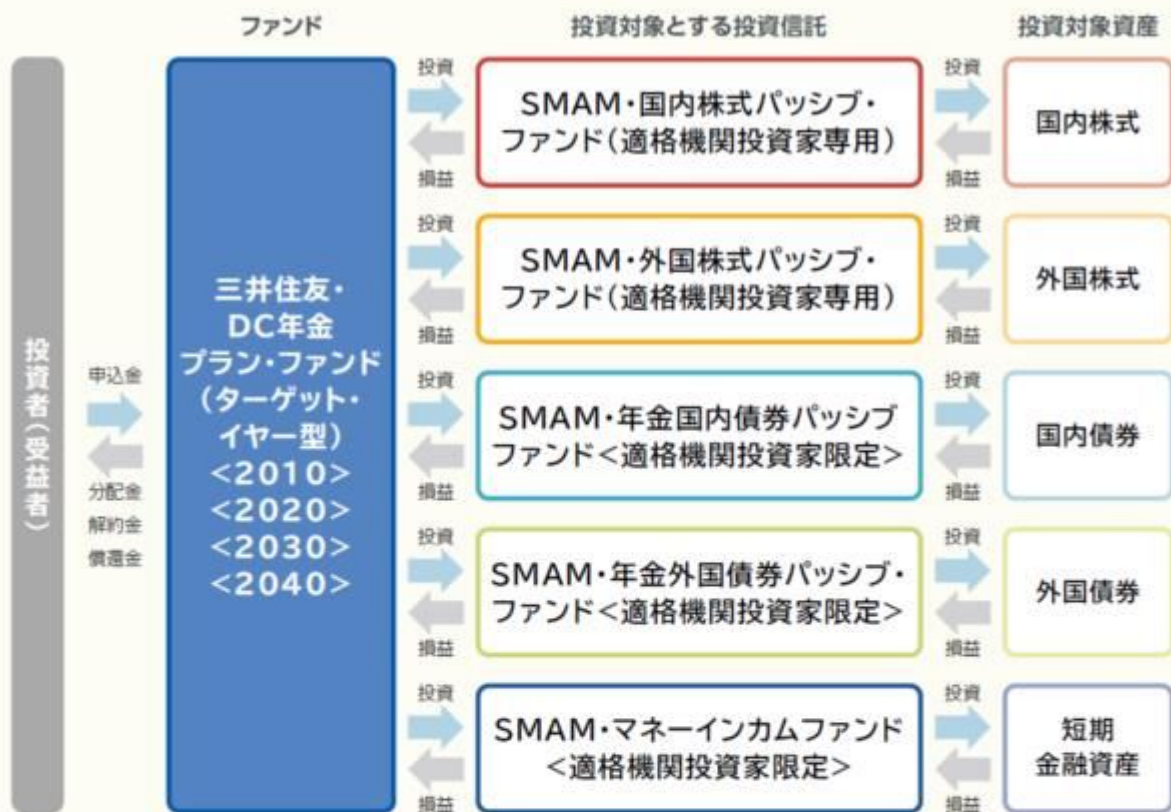 ファンド
投資対象とする投資信託
投資対象資産
投資者(受益者)
申込金
分配金
解約金
償還金
三井住友・
DC年金
プラン・ファンド
(ターゲット・
イヤー型)
<2010>
<2020>
<2030>
<2040>
投資
損益
SMAM・国内株式パッシブ・
ファンド(適格機関投資家専用)
投資
損益
国内株式
投資
損益
SMAM・外国株式パッシブ・
ファンド(適格機関投資家専用)
投資
損益
外国株式
投資
損益
SMAM・年金国内債券パッシブ
ファンド<適格機関投資家限定>
投資
損益
国内債券
投資
損益
SMAM・年金外国債券パッシブ・
ファンド<適格機関投資家限定>
投資
損益
外国債券
投資
損益
SMAM・マネーインカムファンド
<適格機関投資家限定>
投資
損益
短期
金融資産